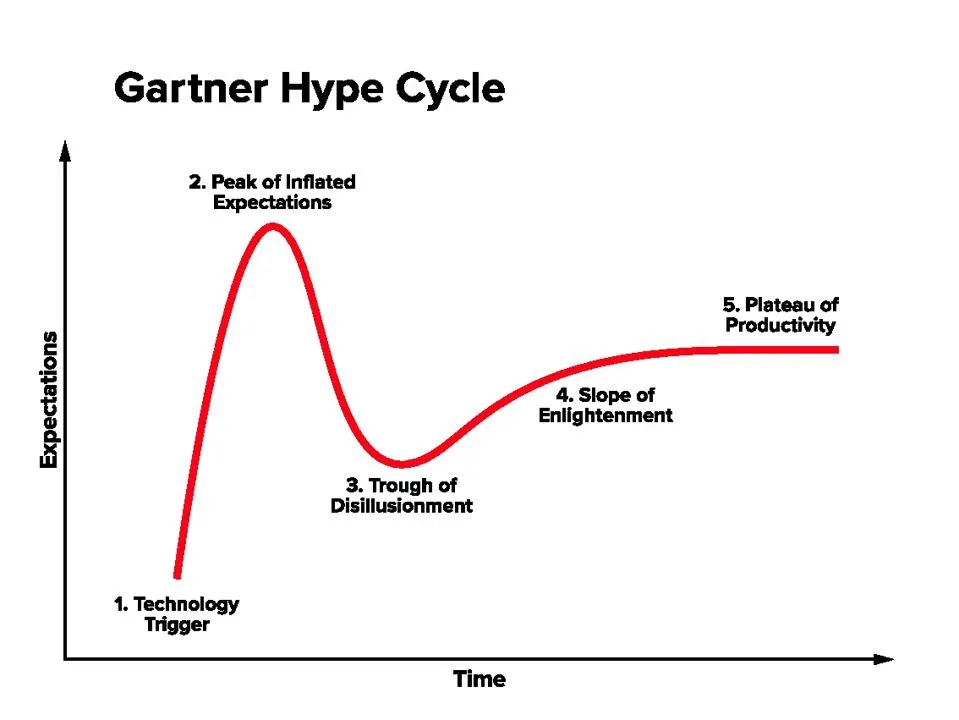 Gartner Hype Cycle
2. Peak of Inflated
Expectations
5. Plateau of
Productivity
4. Slope of
Enlightenment
3. Trough of
Disillusionment
1. Technology
Trigger
Expectations
Time